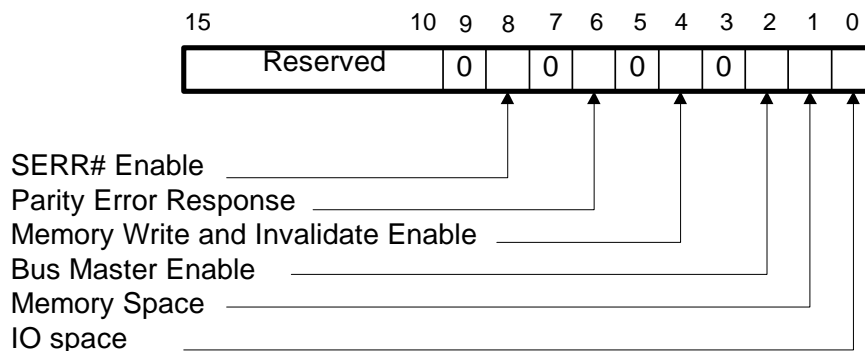 15 10 9 8 7 6 5 4 3 2 1 0
Reserved 0 0 0 0
SERR# Enable
Parity Error Response
Memory Write and Invalidate Enable
Bus Master Enable
Memory Space
IO space